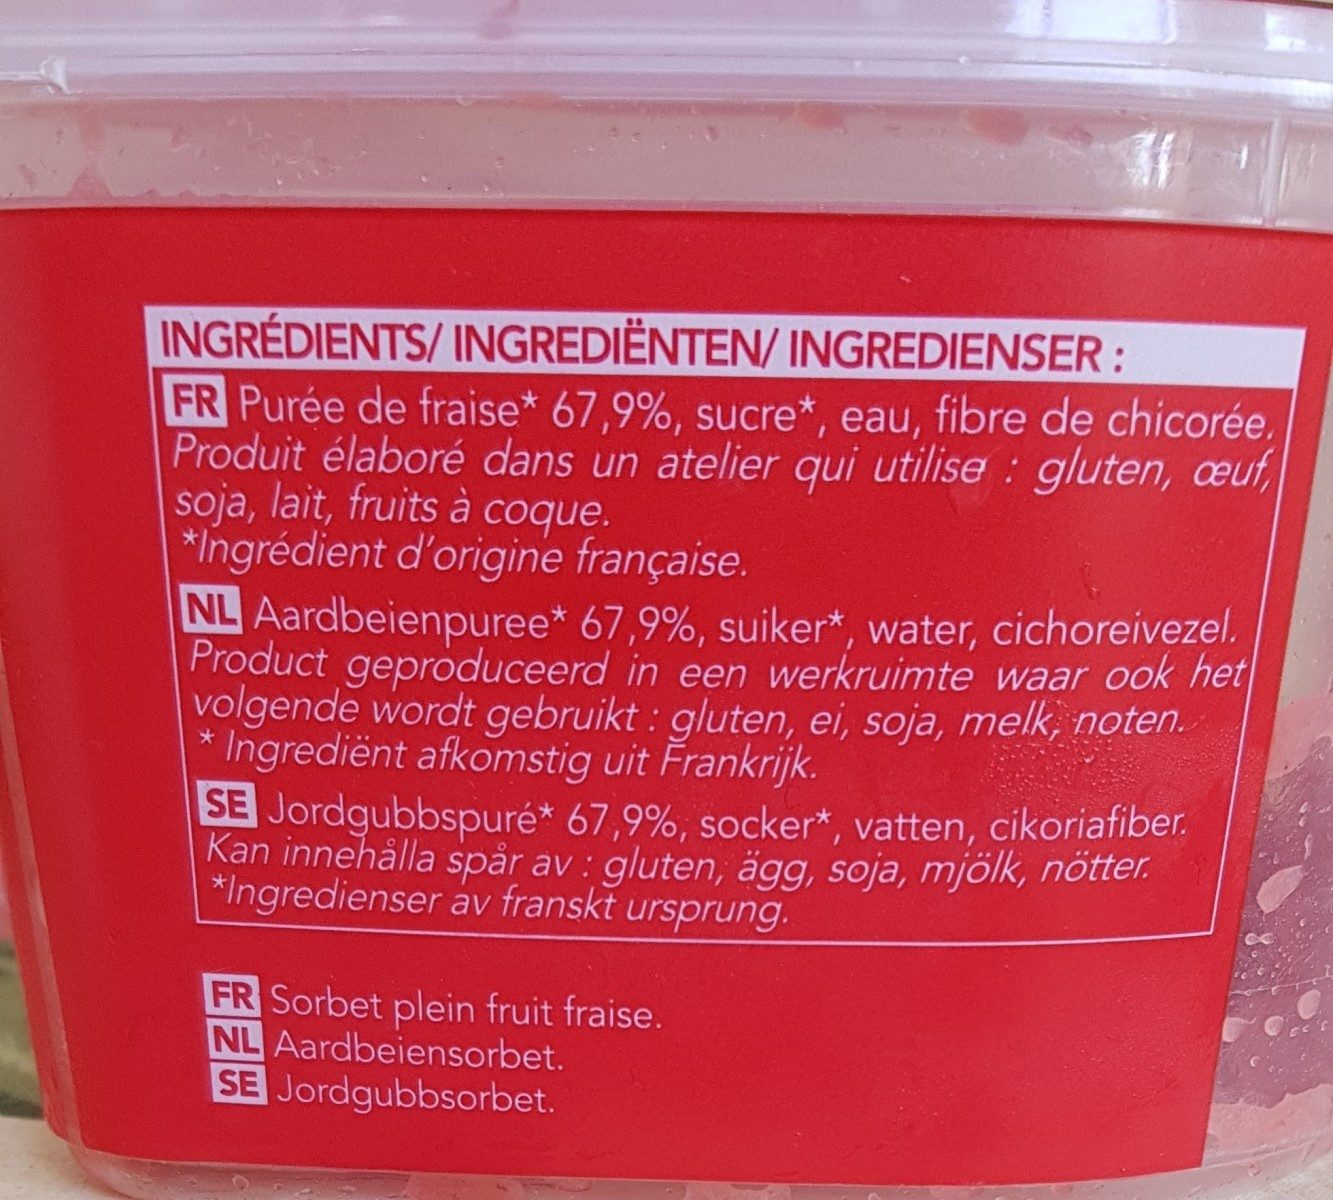 INGRÉDIENTS/ INGREDIËNTEN/ INGREDIENSER :
FR Purée de fraise* 67,9%, sucre*, eau, fibre de chicorée.
Produit élaboré dans un atelier qui utilise : gluten, œuf,
soja, lait, fruits à coque.
*Ingrédient d'origine française.
NL Aardbeienpuree* 67,9%, suiker*, water, cichoreivezel.
Product geproduceerd in een werkruimte waar ook het
volgende wordt gebruikt : gluten, ei, soja, melk, noten.
* Ingrediënt afkomstig uit Frankrijk.
SE Jordgubbspuré* 67,9%, socker*, vatten, cikoriafiber.
Kan innehålla spår av : gluten, ägg, soja, mjölk, nötter.
*Ingredienser av franskt ursprung.
FR Sorbet plein fruit fraise.
NL Aardbeiensorbet.
SE Jordgubbsorbet.